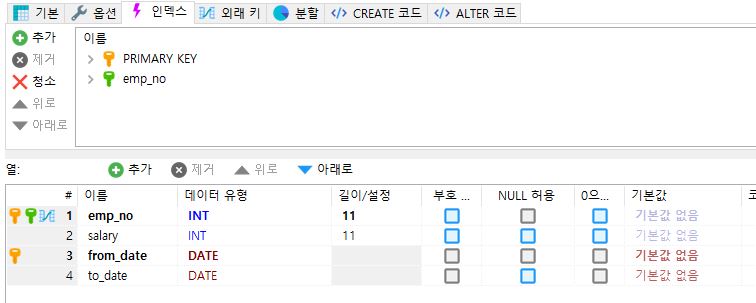 기본 옵션 인덱스 외래 키 분할 CREATE 코드 ALTER 코드
추가
제거
청소
위로
아래로
이름
PRIMARY KEY
emp_no
열: 추가 제거 위로 아래로
# 이름 데이터 유형 길이/설정 부호 ... NULL 허용 0으... 기본값 코
1 emp_no INT 11 기본값 없음
2 salary INT 11 기본값 없음
3 from_date DATE 기본값 없음
4 to_date DATE 기본값 없음